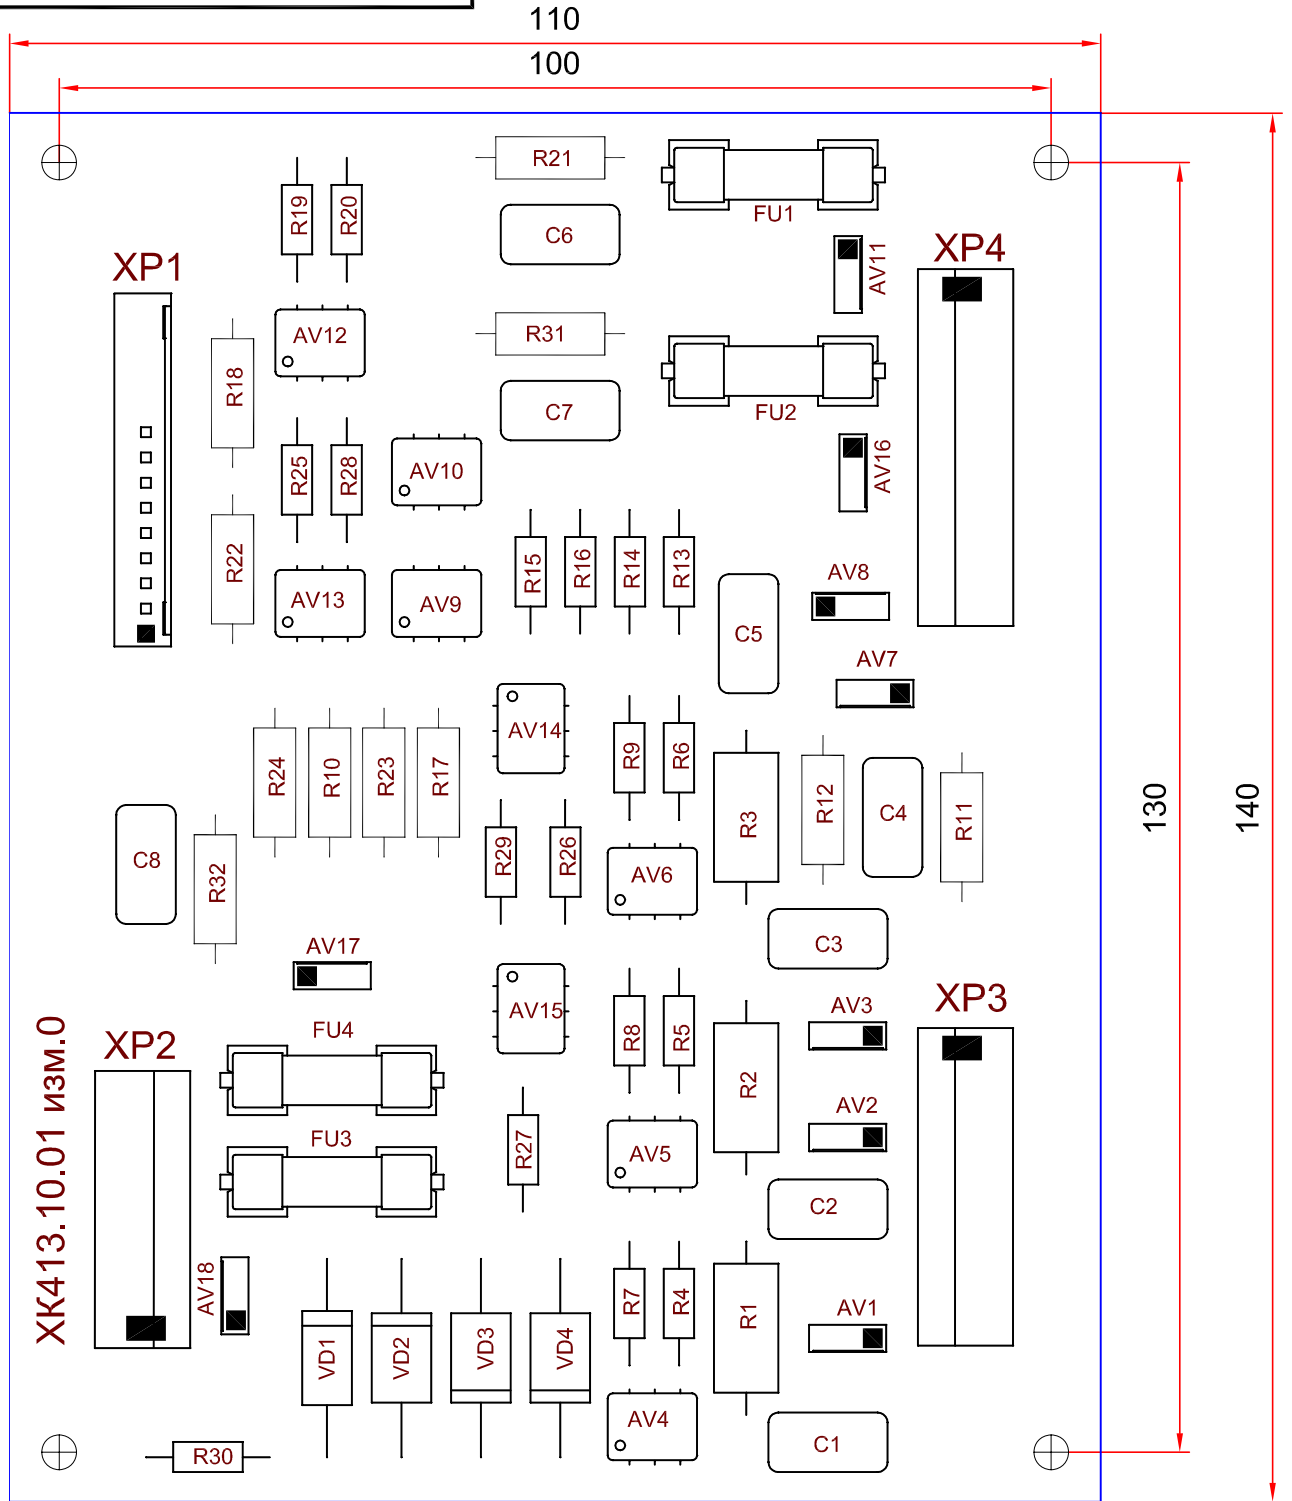 110
100
R21
FU1
R19
R20
C6
AV11
XP4
XP1
AV12
R31
R18
C7
FU2
AV16
R25
R28
AV10
R22
R15
R16
R14
R13
AV8
AV13
AV9
C5
AV7
AV14
R24
R10
R23
R17
R9
R6
R3
R12
C4
R11
130
140
C8
R32
R29
R26
AV6
C3
AV17
XP3
AV3
AV15
FU4
XP2
R8
R5
R2
AV2
FU3
R27
AV5
C2
ХК413.10.01 изм.0
AV18
R7
R4
R1
AV1
VD1
VD2
VD3
VD4
AV4
C1
R30